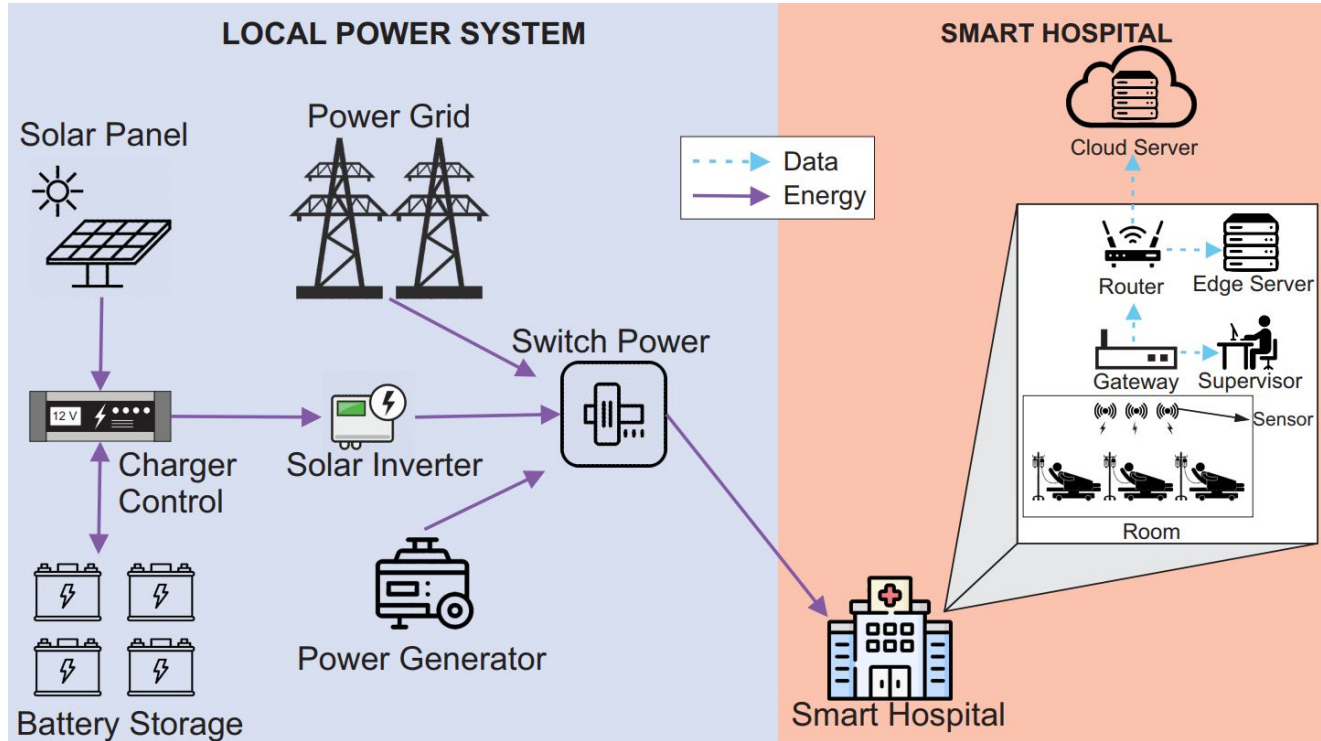 LOCAL POWER SYSTEM
SMART HOSPITAL
Solar Panel
Power Grid
Data
Energy
Cloud Server
Router
Edge Server
Switch Power
Gateway
Supervisor
Sensor
12 V
Charger
Control
Solar Inverter
Room
Power Generator
Battery Storage
Smart Hospital